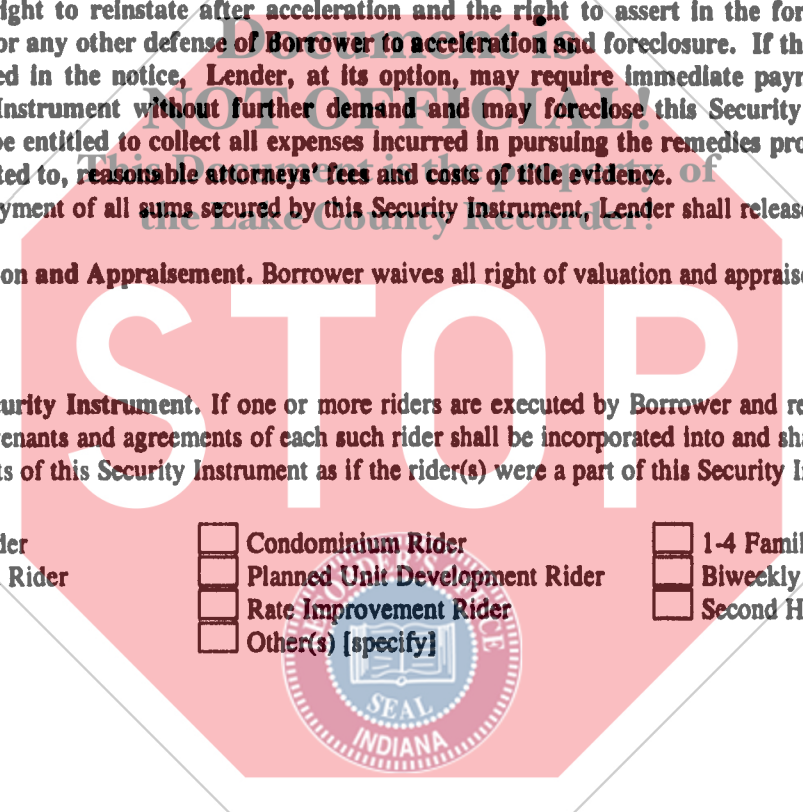 right to reinstate after acceleration and the right to assert in the for
or any other defense of Borrower to acceleration and foreclosure. If th
ed in the notice, Lender, at its option, may require immediate paym
Instrument without further demand and may foreclose this Security
be entitled to collect all expenses incurred in pursuing the remedies pro
ted to, reasonable attorneys' fees and costs of title evidence.
yment of all sums secured by this Security Instrument, Lender shall release
Document is
NOT OFFICIAL!
This Document is the property of
the Lake County Recorder!
on and Appraisement. Borrower waives all right of valuation and appraise
STOP
curity Instrument. If one or more riders are executed by Borrower and re
venants and agreements of each such rider shall be incorporated into and sha
ts of this Security Instrument as if the rider(s) were a part of this Security I
der
Condominium Rider
1-4 Famil
Rider
Planned Unit Development Rider
Biweekly
Rate Improvement Rider
Second H
Other(s) [specify]
RECORDER'S OFFICE
SEAL
INDIANA